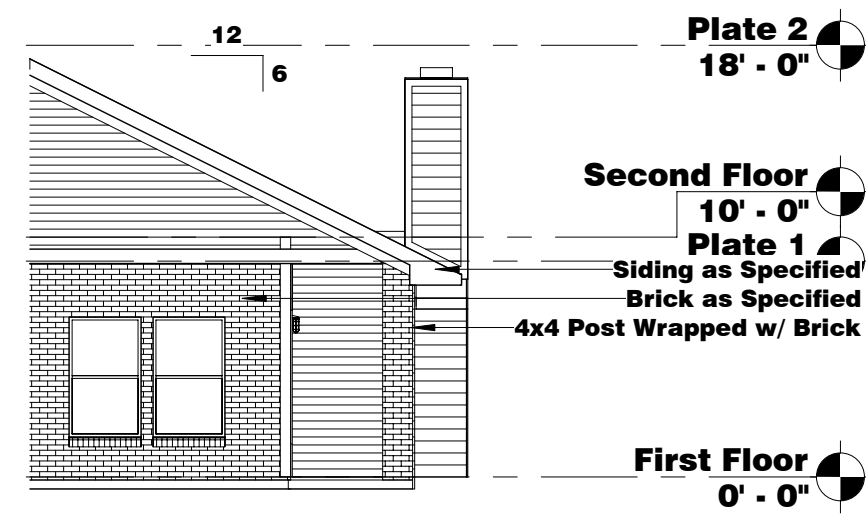 Plate 2
18' - 0"
12
6
Second Floor
10' - 0"
Plate 1
Siding as Specified
Brick as Specified
4x4 Post Wrapped w/ Brick
First Floor
0' - 0"